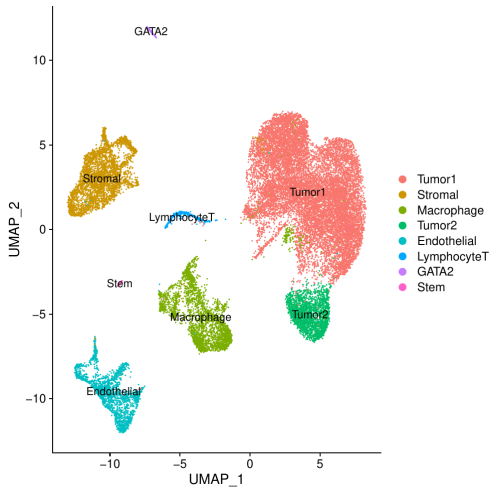 GATA2
10
5
0
−5
−10
UMAP_2
Stromal
Tumor1
LymphocyteT
Stem
Macrophage
Tumor2
Endothelial
−10
−5
0
5
UMAP_1
Tumor1
Stromal
Macrophage
Tumor2
Endothelial
LymphocyteT
GATA2
Stem